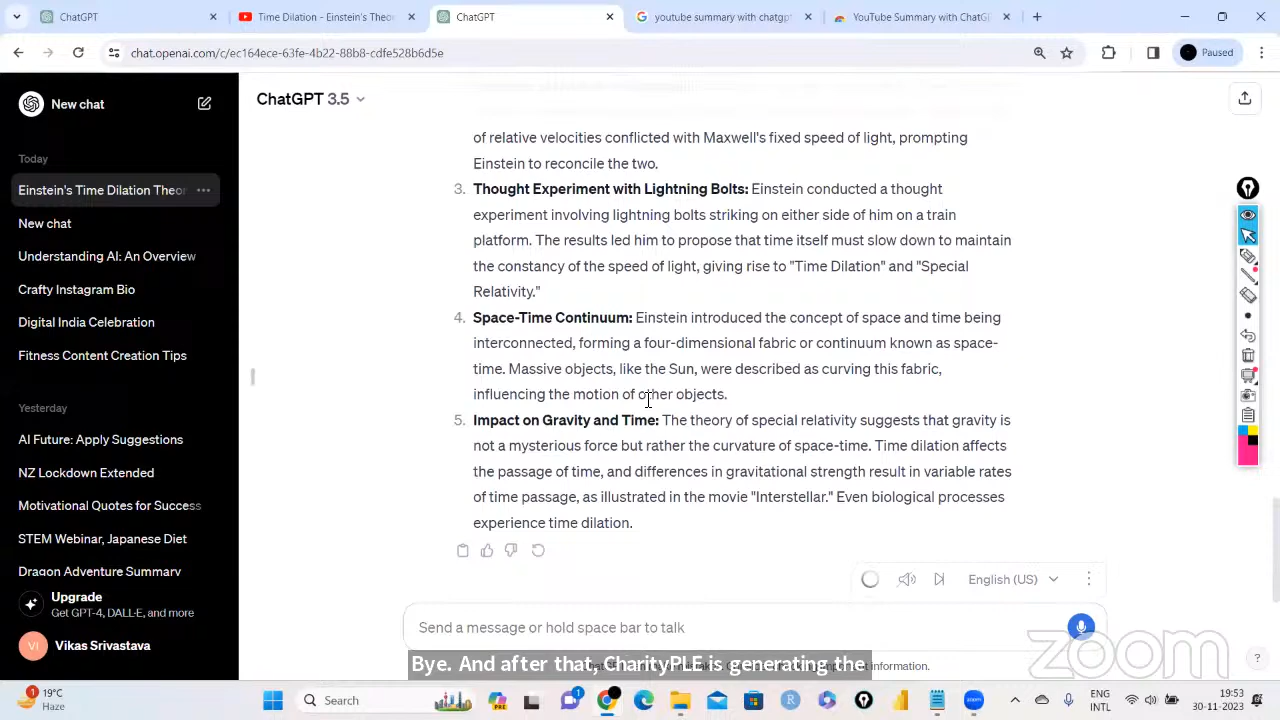 ChatGPT
Time Dilation - Einstein's Theo
ChatGPT
youtube summary with chatgp
YouTube Summary with ChatG
chat.openai.com/c/ec164ece-63fe-4b22-88b8-cdfe528b6d5e
Paused
New chat
Today
Einstein's Time Dilation Theor
New chat
Understanding AI: An Overview
Crafty Instagram Bio
Digital India Celebration
Fitness Content Creation Tips
Yesterday
AI Future: Apply Suggestions
NZ Lockdown Extended
Motivational Quotes for Success
STEM Webinar, Japanese Diet
Dragon Adventure Summary
Upgrade
Get GPT-4, DALL·E, and more
VI Vikas Srivastava
ChatGPT 3.5
of relative velocities conflicted with Maxwell's fixed speed of light, prompting
Einstein to reconcile the two.
3. Thought Experiment with Lightning Bolts: Einstein conducted a thought
experiment involving lightning bolts striking on either side of him on a train
platform. The results led him to propose that time itself must slow down to maintain
the constancy of the speed of light, giving rise to "Time Dilation" and "Special
Relativity."
4. Space-Time Continuum: Einstein introduced the concept of space and time being
interconnected, forming a four-dimensional fabric or continuum known as space-
time. Massive objects, like the Sun, were described as curving this fabric,
influencing the motion of other objects.
5. Impact on Gravity and Time: The theory of special relativity suggests that gravity is
not a mysterious force but rather the curvature of space-time. Time dilation affects
the passage of time, and differences in gravitational strength result in variable rates
of time passage, as illustrated in the movie "Interstellar." Even biological processes
experience time dilation.
English (US)
Send a message or hold space bar to talk
zoom
Bye. And after that, CharityPLE is generating the
information.
?
1
19°C
Haze
Search
PRE
1
ENG
INTL
19:53
30-11-2023